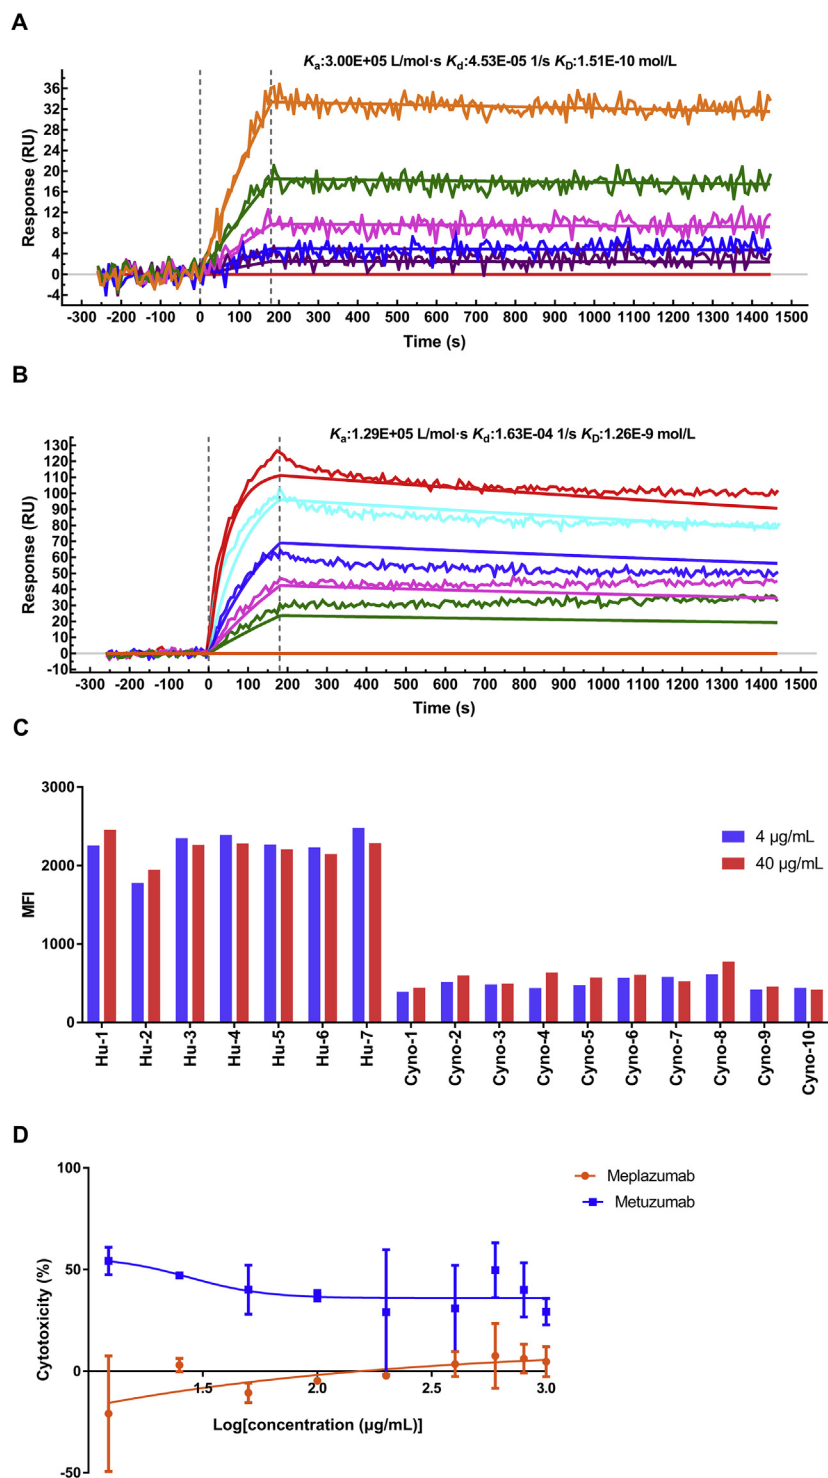 A
Ka:3.00E+05 L/mol·s Kd:4.53E-05 1/s KD:1.51E-10 mol/L
Response (RU)
36
32
28
24
20
16
12
8
4
0
-4
-300 -200 -100 0 100 200 300 400 500 600 700 800 900 1000 1100 1200 1300 1400 1500
Time (s)
B
Ka:1.29E+05 L/mol·s Kd:1.63E-04 1/s KD:1.26E-9 mol/L
Response (RU)
130
120
110
100
90
80
70
60
50
40
30
20
10
0
-10
-300 -200 -100 0 100 200 300 400 500 600 700 800 900 1000 1100 1200 1300 1400 1500
Time (s)
C
MFI
3000
2000
1000
0
4 µg/mL
40 µg/mL
Hu-1 Hu-2 Hu-3 Hu-4 Hu-5 Hu-6 Hu-7 Cyno-1 Cyno-2 Cyno-3 Cyno-4 Cyno-5 Cyno-6 Cyno-7 Cyno-8 Cyno-9 Cyno-10
D
Cytotoxicity (%)
100
50
0
-50
Meplazumab
Metuzumab
1.5 2.0 2.5 3.0
Log[concentration (µg/mL)]